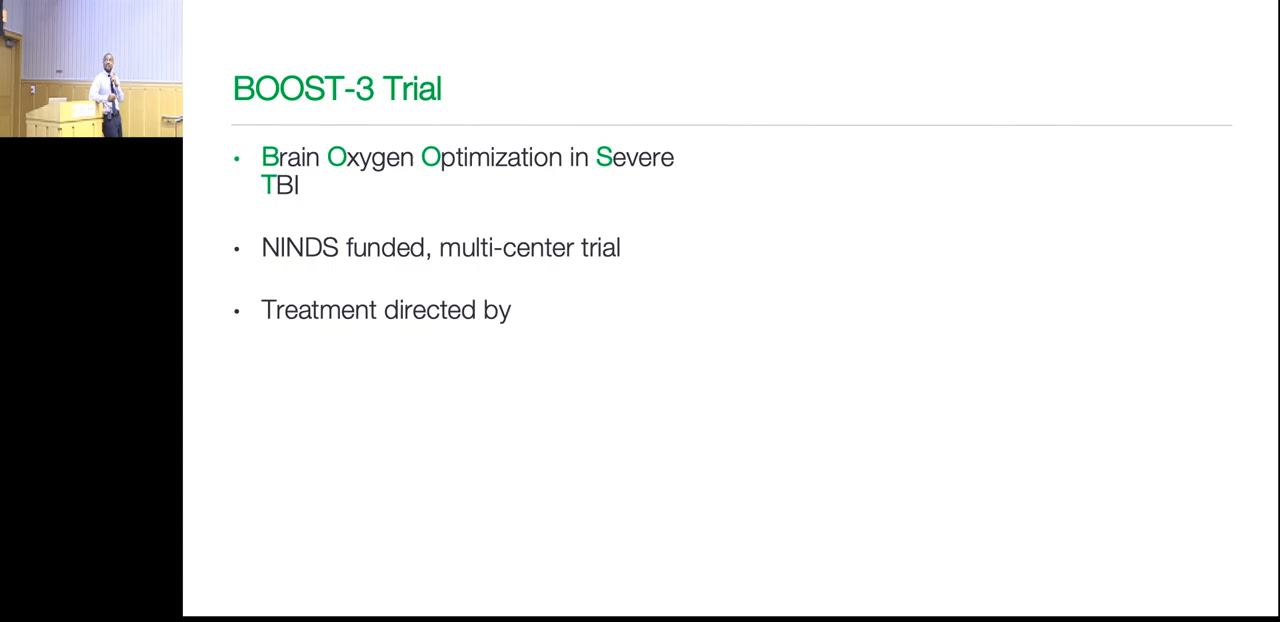 BOOST-3 Trial
• Brain Oxygen Optimization in Severe
TBI
• NINDS funded, multi-center trial
• Treatment directed by